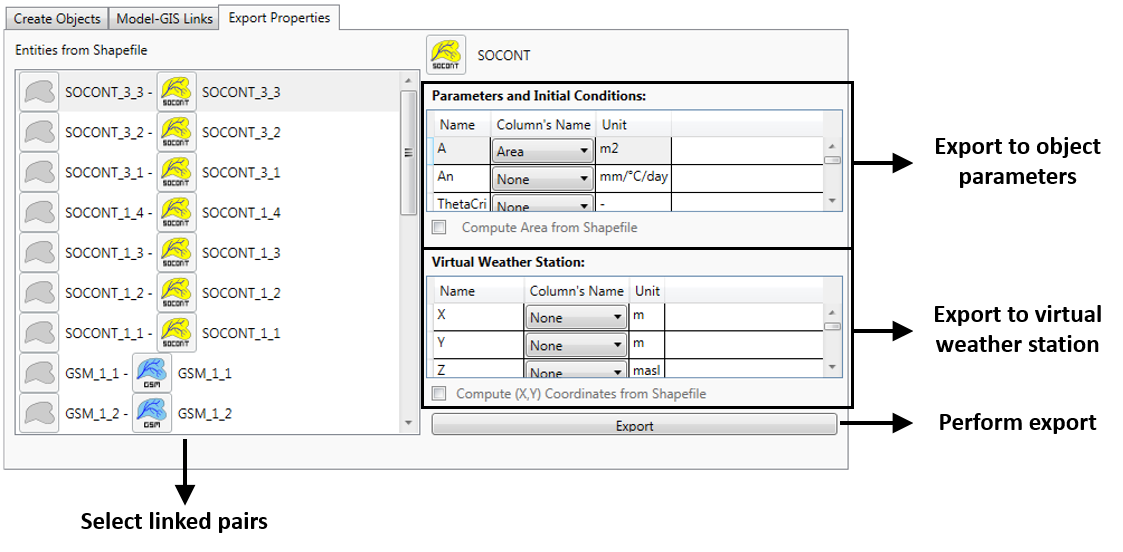 Create Objects
Model-GIS Links
Export Properties
Entities from Shapefile
SOCONT_3_3 - SOCONT SOCONT_3_3
SOCONT_3_2 - SOCONT SOCONT_3_2
SOCONT_3_1 - SOCONT SOCONT_3_1
SOCONT_1_4 - SOCONT SOCONT_1_4
SOCONT_1_3 - SOCONT SOCONT_1_3
SOCONT_1_2 - SOCONT SOCONT_1_2
SOCONT_1_1 - SOCONT SOCONT_1_1
GSM_1_1 - GSM GSM_1_1
GSM_1_2 - GSM GSM_1_2
Select linked pairs
SOCONT SOCONT
Parameters and Initial Conditions:
Name Column's Name Unit
A Area m2
An None mm/°C/day
ThetaCri None -
Compute Area from Shapefile
Export to object
parameters
Virtual Weather Station:
Name Column's Name Unit
X None m
Y None m
Z None masl
Compute (X,Y) Coordinates from Shapefile
Export to virtual
weather station
Export
Perform export